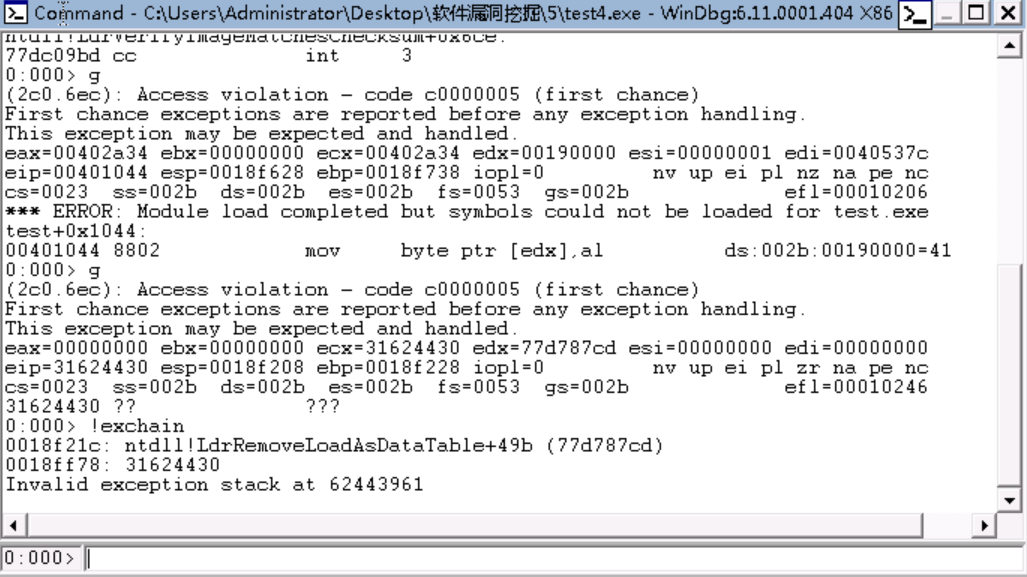 Command - C:\Users\Administrator\Desktop\软件漏洞挖掘\5\test4.exe - WinDbg:6.11.0001.404 X86
ntdll!LdrVerifyImageMatchesChecksum+0x6ce:
77dc09bd cc int 3
0:000> g
(2c0.6ec): Access violation - code c0000005 (first chance)
First chance exceptions are reported before any exception handling.
This exception may be expected and handled.
eax=00402a34 ebx=00000000 ecx=00402a34 edx=00190000 esi=00000001 edi=0040537c
eip=00401044 esp=0018f628 ebp=0018f738 iopl=0 nv up ei pl nz na pe nc
cs=0023 ss=002b ds=002b es=002b fs=0053 gs=002b efl=00010206
*** ERROR: Module load completed but symbols could not be loaded for test.exe
test+0x1044:
00401044 8802 mov byte ptr [edx],al ds:002b:00190000=41
0:000> g
(2c0.6ec): Access violation - code c0000005 (first chance)
First chance exceptions are reported before any exception handling.
This exception may be expected and handled.
eax=00000000 ebx=00000000 ecx=31624430 edx=77d787cd esi=00000000 edi=00000000
eip=31624430 esp=0018f208 ebp=0018f228 iopl=0 nv up ei pl zr na pe nc
cs=0023 ss=002b ds=002b es=002b fs=0053 gs=002b efl=00010246
31624430 ?? ???
0:000> !exchain
0018f21c: ntdll!LdrRemoveLoadAsDataTable+49b (77d787cd)
0018ff78: 31624430
Invalid exception stack at 62443961
0:000>